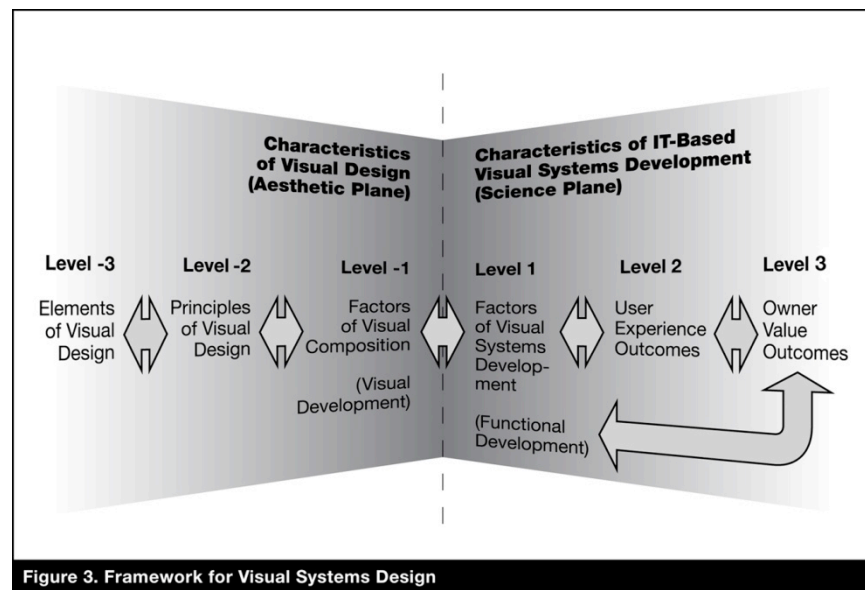 Characteristics
of Visual Design
(Aesthetic Plane)
Characteristics of IT-Based
Visual Systems Development
(Science Plane)
Level -3
Elements
of Visual
Design
Level -2
Principles
of Visual
Design
Level -1
Factors
of Visual
Composition
(Visual
Development)
Level 1
Factors
of Visual
Systems
Develop-
ment
(Functional
Development)
Level 2
User
Experience
Outcomes
Level 3
Owner
Value
Outcomes
Figure 3. Framework for Visual Systems Design